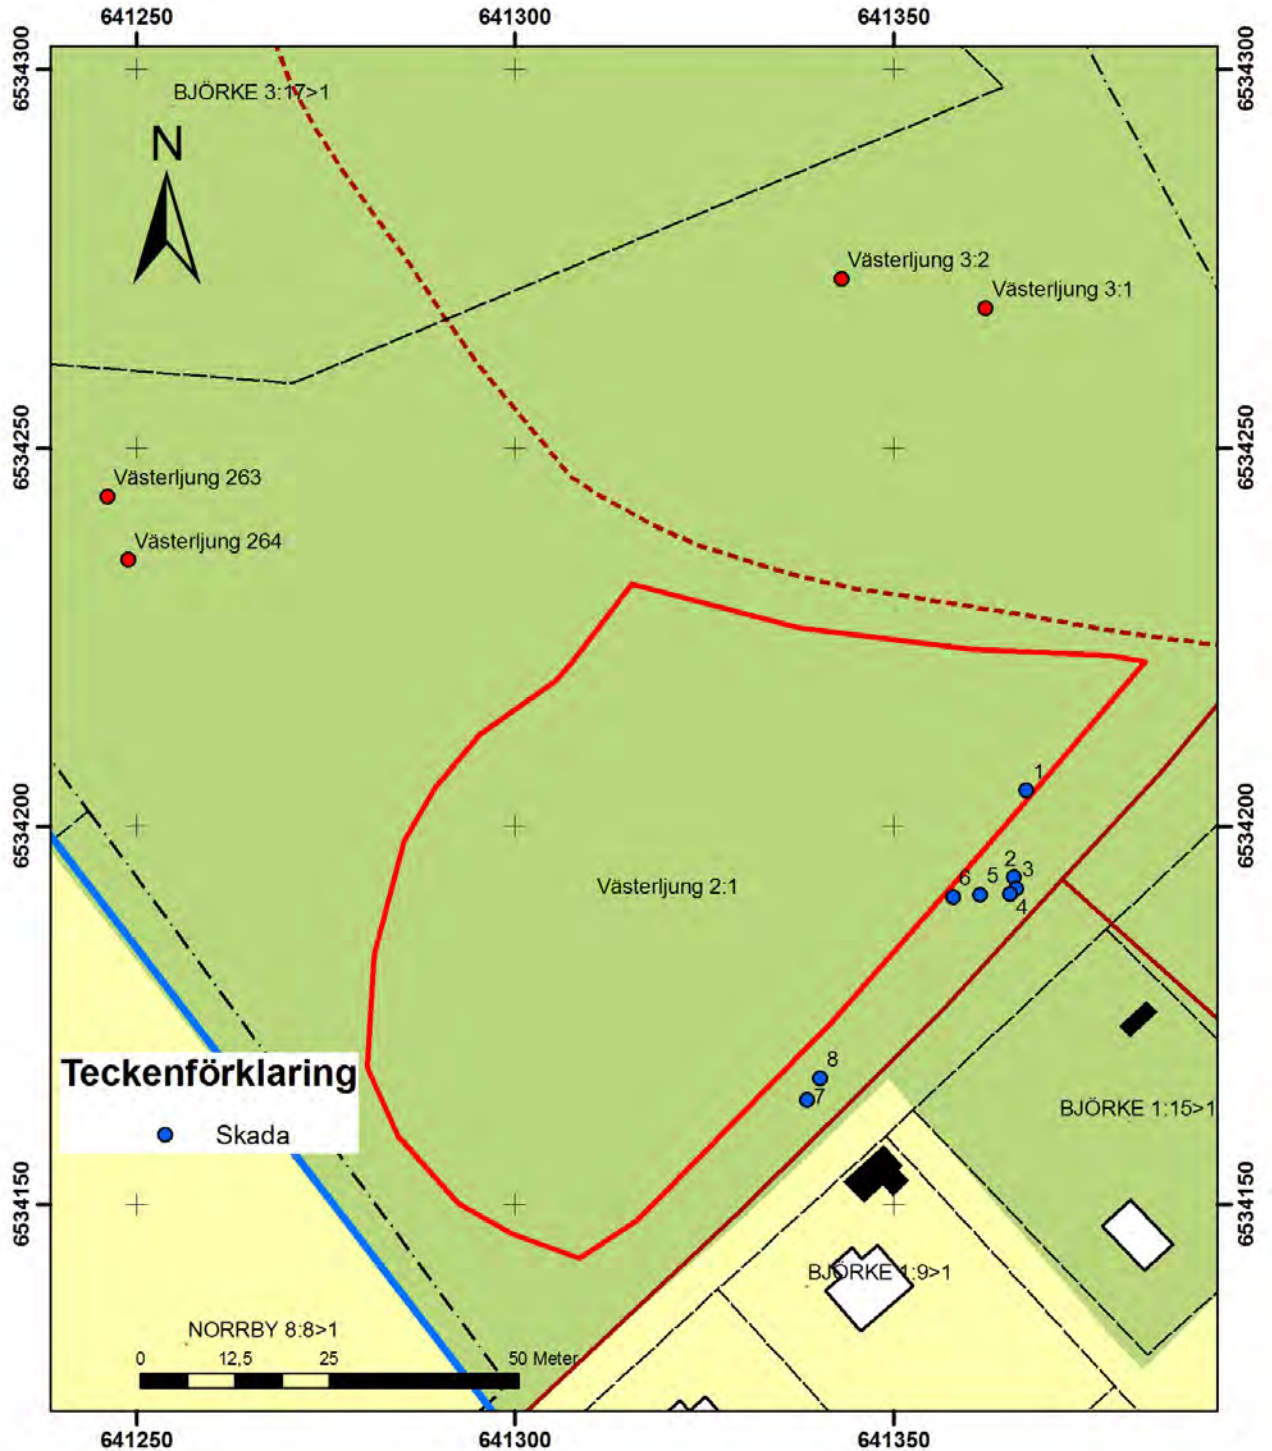 641250
641300
641350
6534300
6534300
BJÖRKE 3:17>1
N
Västerljung 3:2
Västerljung 3:1
6534250
6534250
Västerljung 263
Västerljung 264
1
6534200
6534200
2
3
5
6
4
Västerljung 2:1
8
7
Teckenförklaring
Skada
BJÖRKE 1:15>1
6534150
6534150
BJÖRKE 1:9>1
NORRBY 8:8>1
0 12,5 25 50 Meter
641250
641300
641350